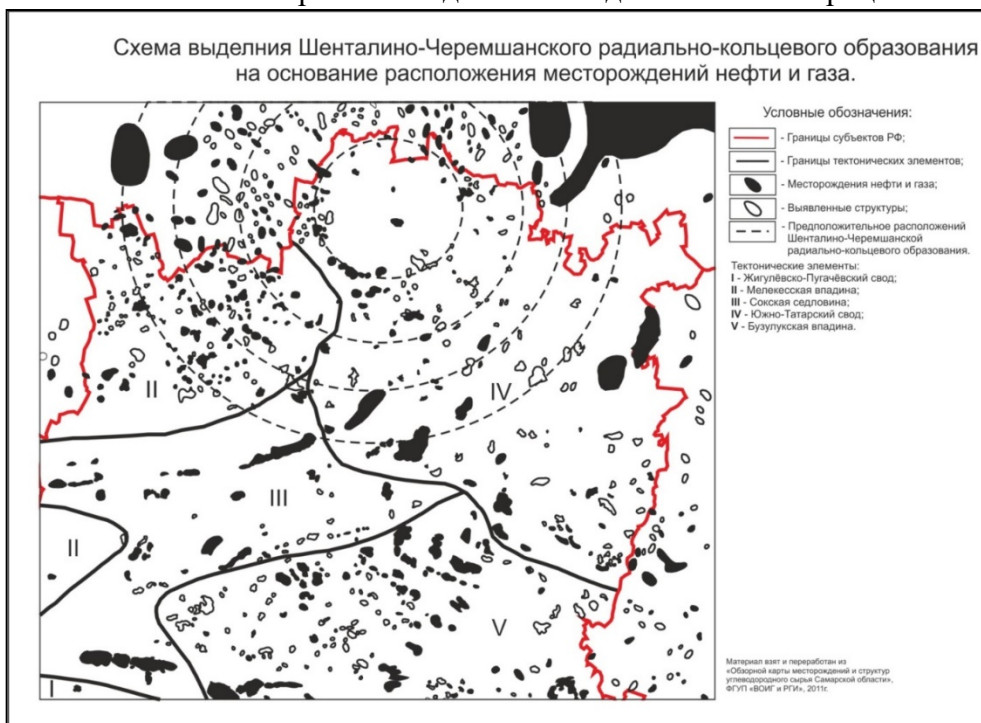 Схема выделния Шенталино-Черемшанского радиально-кольцевого образования
на основание расположения месторождений нефти и газа.
Условные обозначения:
- Границы субъектов РФ;
- Границы тектонических элементов;
- Месторождения нефти и газа;
- Выявленные структуры;
- Предположительное расположений
Шенталино-Черемшанской
радиально-кольцевого образования.
Тектонические элементы:
I - Жигулёвско-Пугачёвский свод;
II - Мелекесская впадина;
III - Сокская седловина;
IV - Южно-Татарский свод;
V - Бузулукская впадина.
II
IV
III
II
V
I
Материал взят и переработан из
«Обзорной карты месторождений и структур
углеводородного сырья Самарской области»,
ФГУП «ВОИГ и РГИ», 2011г.